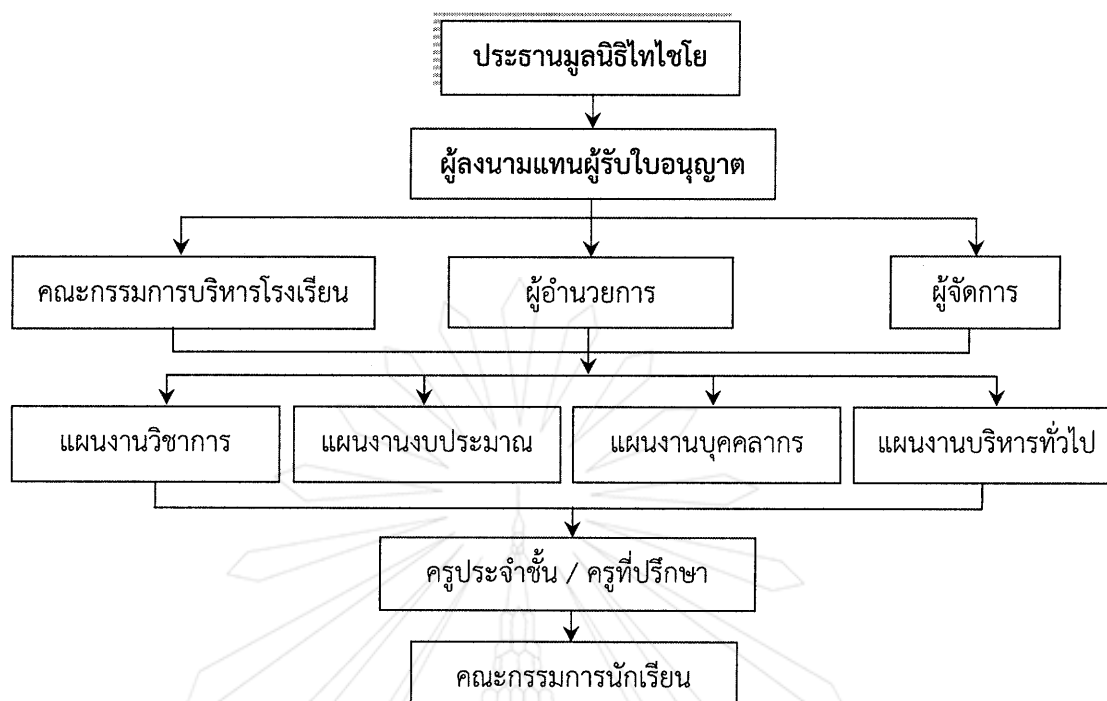 ประธานมูลนิธิไทไชโย
ผู้ลงนามแทนผู้รับใบอนุญาต
คณะกรรมการบริหารโรงเรียน
ผู้อำนวยการ
ผู้จัดการ
แผนงานวิชาการ
แผนงานงบประมาณ
แผนงานบุคคลากร
แผนงานบริหารทั่วไป
ครูประจำชั้น / ครูที่ปรึกษา
คณะกรรมการนักเรียน